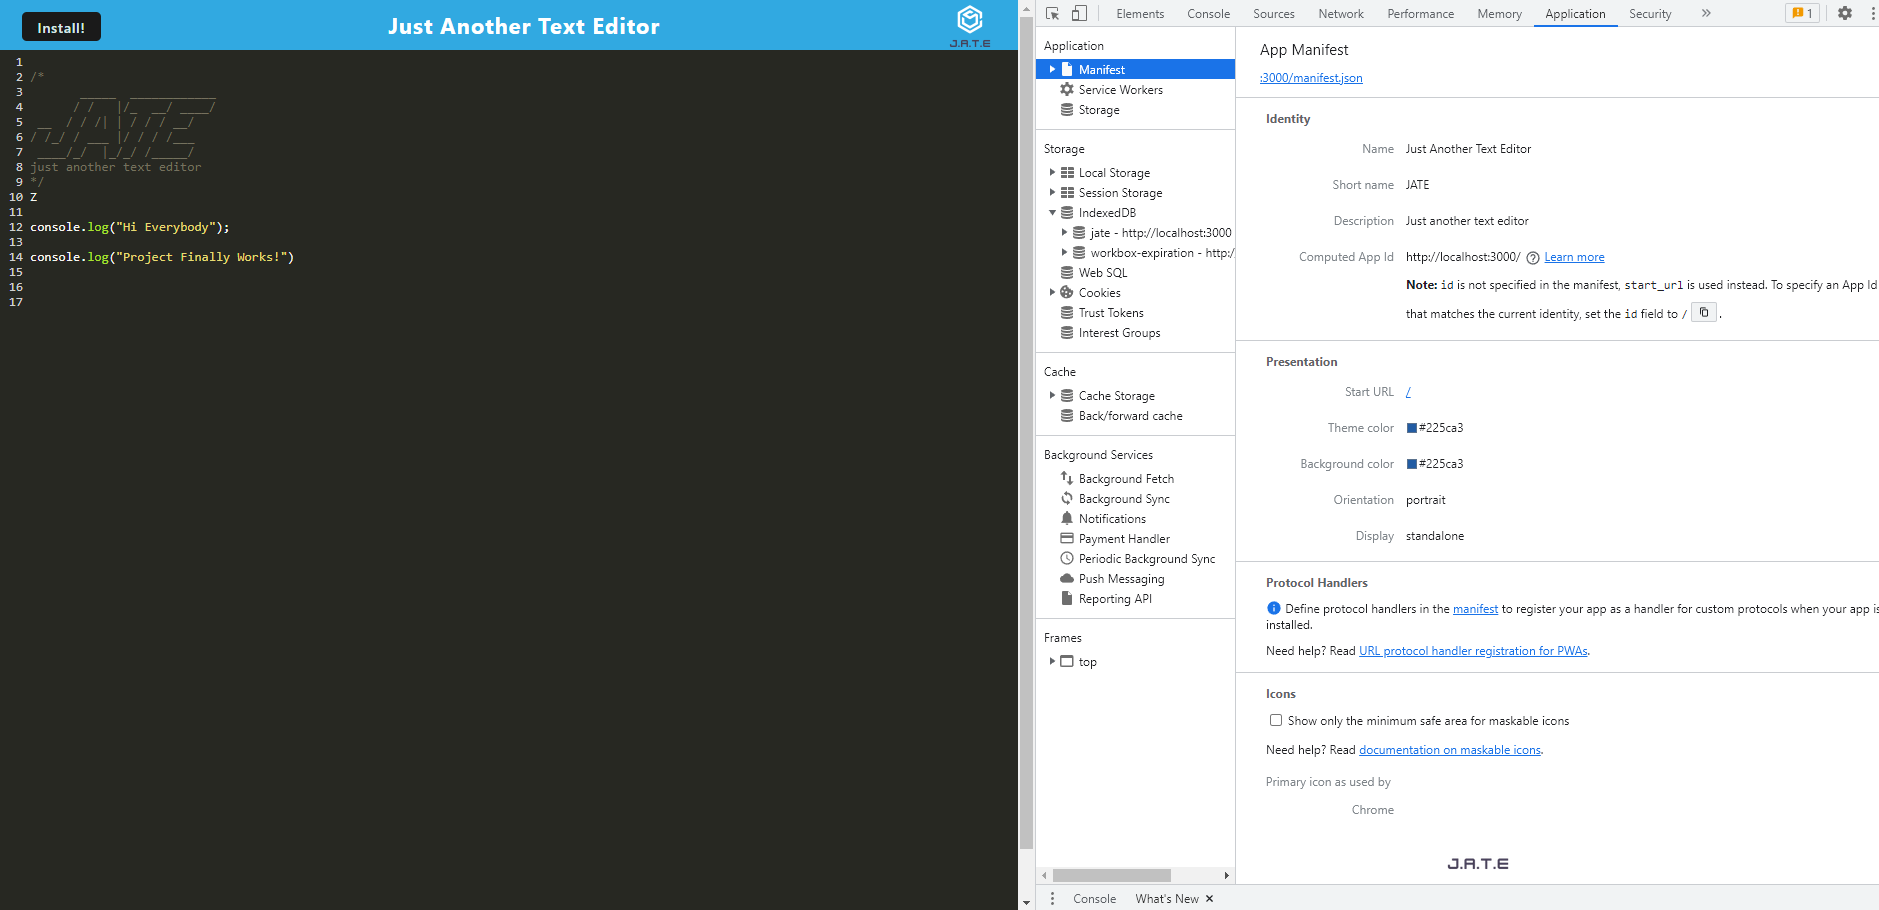 Install!
Just Another Text Editor
J.A.T.E
1
2 /*
3         _____  ____________
4       / /   |/_  __/ ____/
5  __  / / /| | / / / __/
6 / /_/ / ___ |/ / / /___
7  ____/_/  |_/_/ /_____/
8 just another text editor
9 */
10 Z
11
12 console.log("Hi Everybody");
13
14 console.log("Project Finally Works!")
15
16
17
Elements Console Sources Network Performance Memory Application Security » 1
Application
Manifest
Service Workers
Storage
Storage
Local Storage
Session Storage
IndexedDB
jate - http://localhost:3000
workbox-expiration - http:/
Web SQL
Cookies
Trust Tokens
Interest Groups
Cache
Cache Storage
Back/forward cache
Background Services
Background Fetch
Background Sync
Notifications
Payment Handler
Periodic Background Sync
Push Messaging
Reporting API
Frames
top
App Manifest
:3000/manifest.json
Identity
Name Just Another Text Editor
Short name JATE
Description Just another text editor
Computed App Id http://localhost:3000/ Learn more
Note: id is not specified in the manifest, start_url is used instead. To specify an App Id
that matches the current identity, set the id field to / .
Presentation
Start URL /
Theme color #225ca3
Background color #225ca3
Orientation portrait
Display standalone
Protocol Handlers
Define protocol handlers in the manifest to register your app as a handler for custom protocols when your app is
installed.
Need help? Read URL protocol handler registration for PWAs.
Icons
Show only the minimum safe area for maskable icons
Need help? Read documentation on maskable icons.
Primary icon as used by
Chrome
J.A.T.E
Console What's New ×